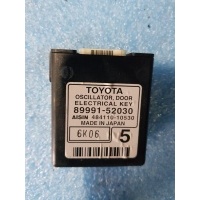 TOYOTA
OSCILLATOR, DOOR
ELECTRICAL KEY
89991-52030
AISIN 494110-10530
MADE IN JAPAN
6K06 5